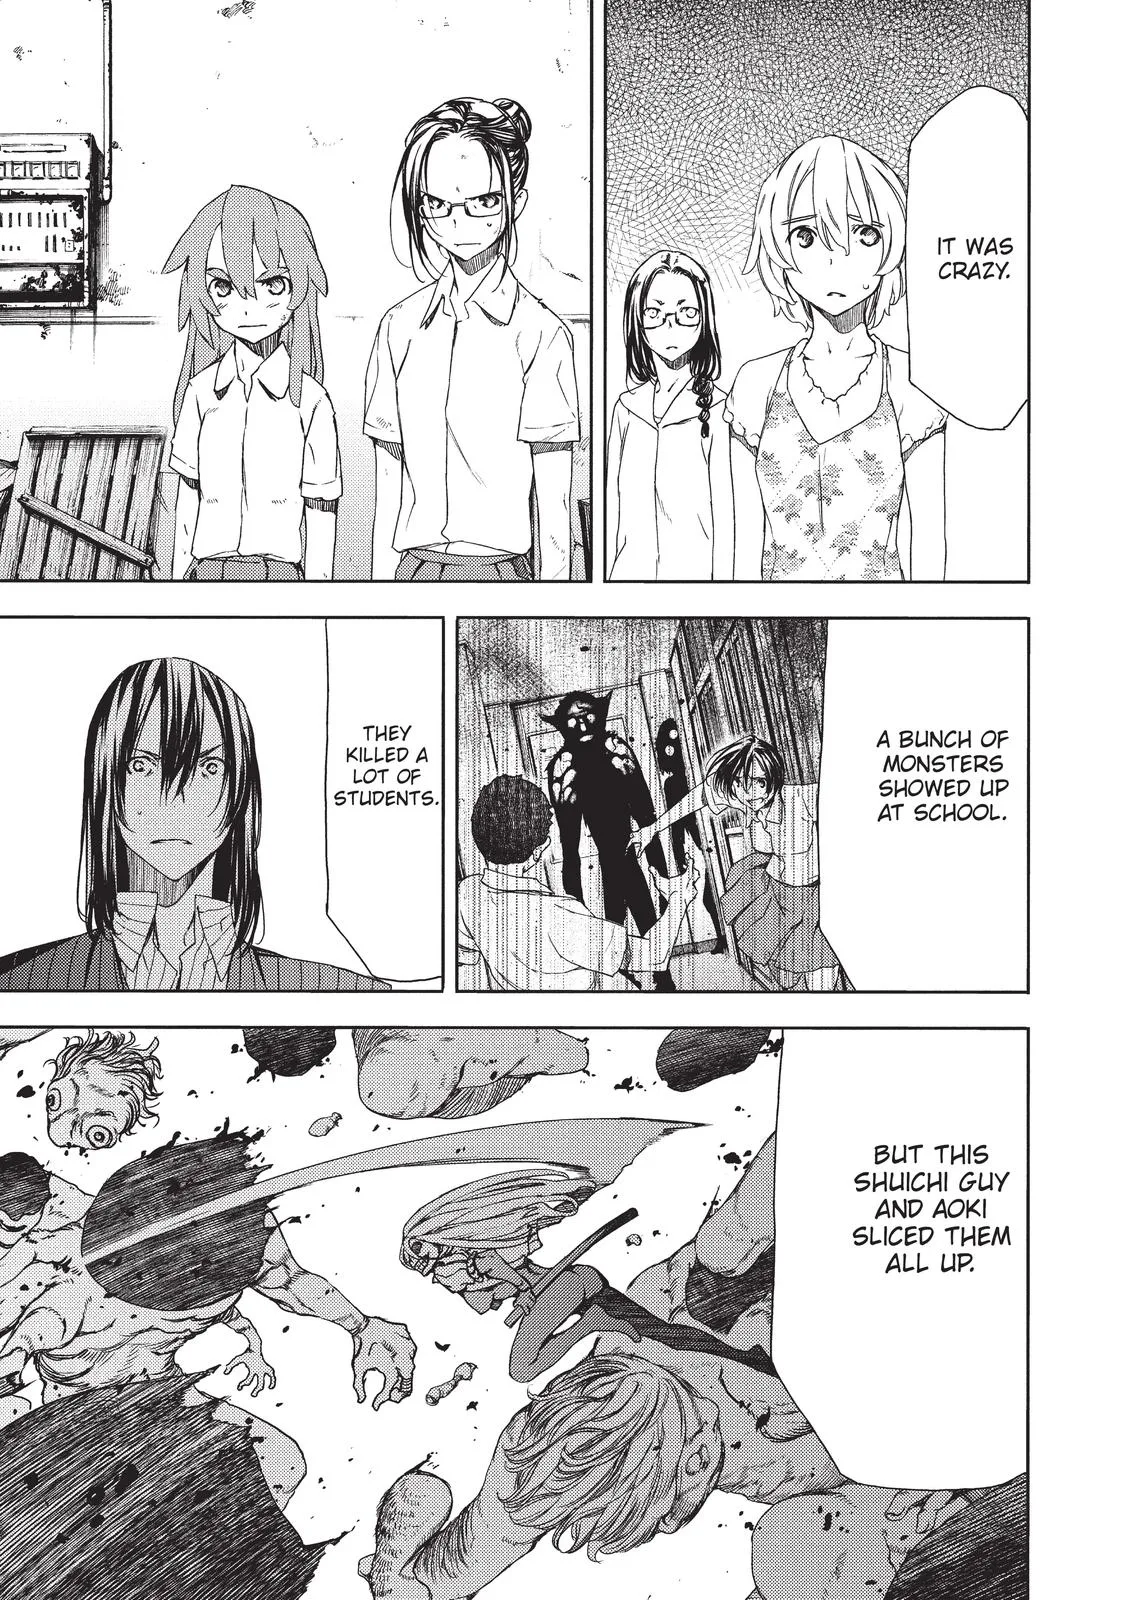 IT WAS
CRAZY.
A BUNCH OF
MONSTERS
SHOWED UP
AT SCHOOL.
THEY
KILLED A
LOT OF
STUDENTS.
BUT THIS
SHUICHI GUY
AND AOKI
SLICED THEM
ALL UP.